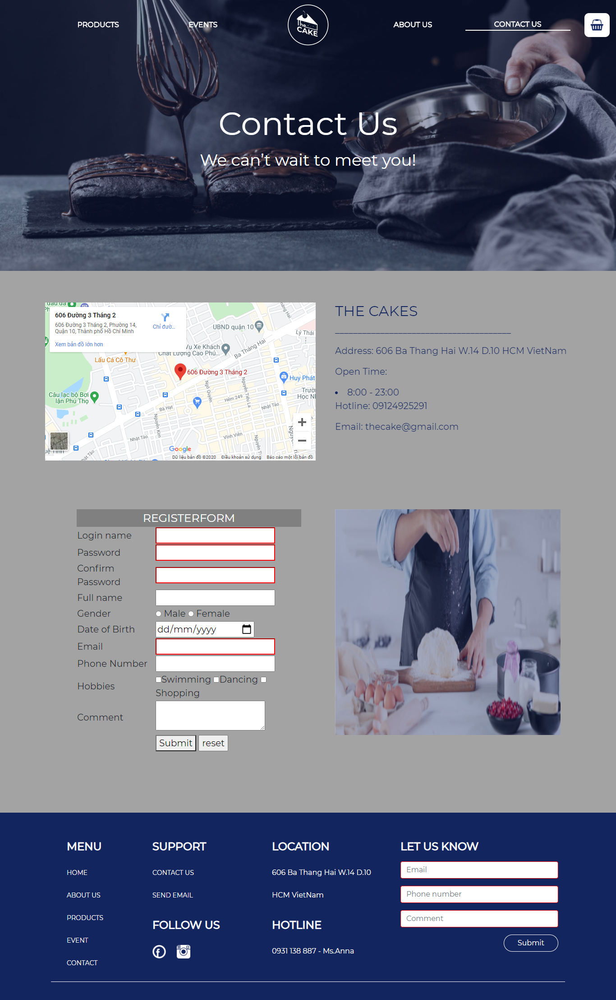 PRODUCTS
EVENTS
the
CAKE
ABOUT US
CONTACT US
Contact Us
We can't wait to meet you!
606 Đường 3 Tháng 2
606 Đường 3 Tháng 2, Phường 14,
Quận 10, Thành phố Hồ Chí Minh
Chỉ đườ...
Xem bản đồ lớn hơn
UBND quận 10
Lý Thái
Vụ Xe Khách
Chất Lượng Cao Phú...
Ba Tháng Hai
Lẩu Cá Cô Thư
606 Đường 3 Tháng 2
Huy Phát
Câu lạc bộ Bơi
lặn Phú Thọ
Ngô Quyền
Nguyễn Tiểu La
Hẻm 249
Nhật Tảo
Bà Hạt
Nguyễn Kim
Vĩnh Viễn
Nhật Tảo
Nhật Tảo
Google
Dữ liệu bản đồ ©2020
Điều khoản sử dụng
Báo cáo một lỗi bản đồ
THE CAKES
_______________________________________
Address: 606 Ba Thang Hai W.14 D.10 HCM VietNam
Open Time:
• 8:00 - 23:00
Hotline: 09124925291
Email: thecake@gmail.com
REGISTERFORM
Login name
Password
Confirm
Password
Full name
Gender
Male Female
Date of Birth
dd/mm/yyyy
Email
Phone Number
Hobbies
Swimming Dancing
Shopping
Comment
Submit reset
MENU
HOME
ABOUT US
PRODUCTS
EVENT
CONTACT
SUPPORT
CONTACT US
SEND EMAIL
FOLLOW US
LOCATION
606 Ba Thang Hai W.14 D.10
HCM VietNam
HOTLINE
0931 138 887 - Ms.Anna
LET US KNOW
Email
Phone number
Comment
Submit